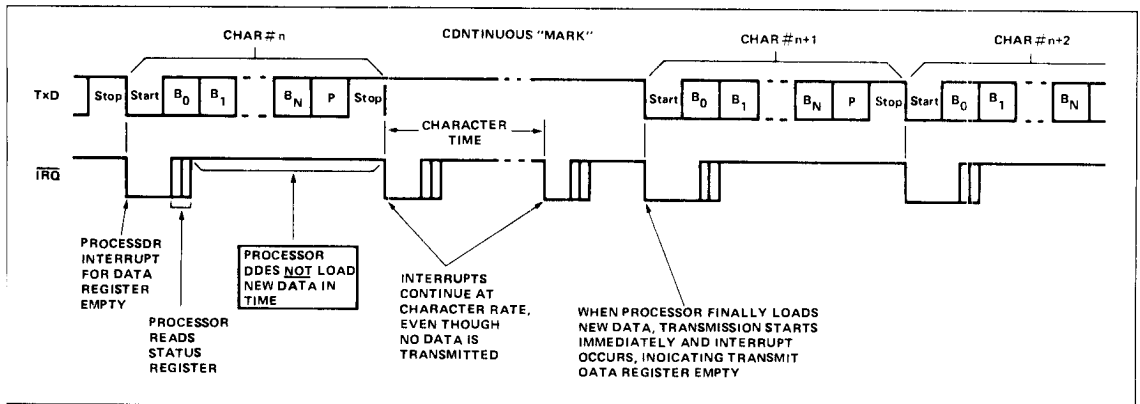 CHAR#n
CONTINUOUS "MARK"
CHAR#n+1
CHAR#n+2
TxD
Stop Start B0 B1 BN P Stop
Start B0 B1 BN P Stop
Start B0 B1 BN
CHARACTER
TIME
IRQ
PROCESSDR
INTERRUPT
FOR DATA
REGISTER
EMPTY
PROCESSOR
READS
STATUS
REGISTER
PROCESSOR
DDES NOT LOAD
NEW DATA IN
TIME
INTERRUPTS
CONTINUE AT
CHARACTER RATE,
EVEN THOUGH
NO DATA IS
TRANSMITTED
WHEN PROCESSOR FINALLY LOADS
NEW DATA, TRANSMISSION STARTS
IMMEDIATELY AND INTERRUPT
OCCURS, INDICATING TRANSMIT
OATA REGISTER EMPTY